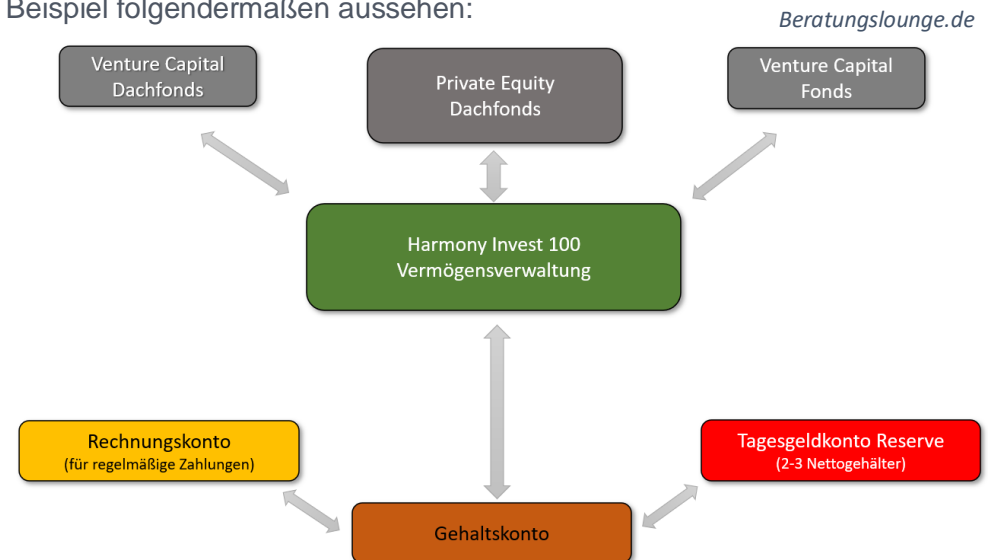 Beispiel folgendermaßen aussehen:
Beratungslounge.de
Venture Capital
Dachfonds
Private Equity
Dachfonds
Venture Capital
Fonds
Harmony Invest 100
Vermögensverwaltung
Rechnungskonto
(für regelmäßige Zahlungen)
Tagesgeldkonto Reserve
(2-3 Nettogehälter)
Gehaltskonto